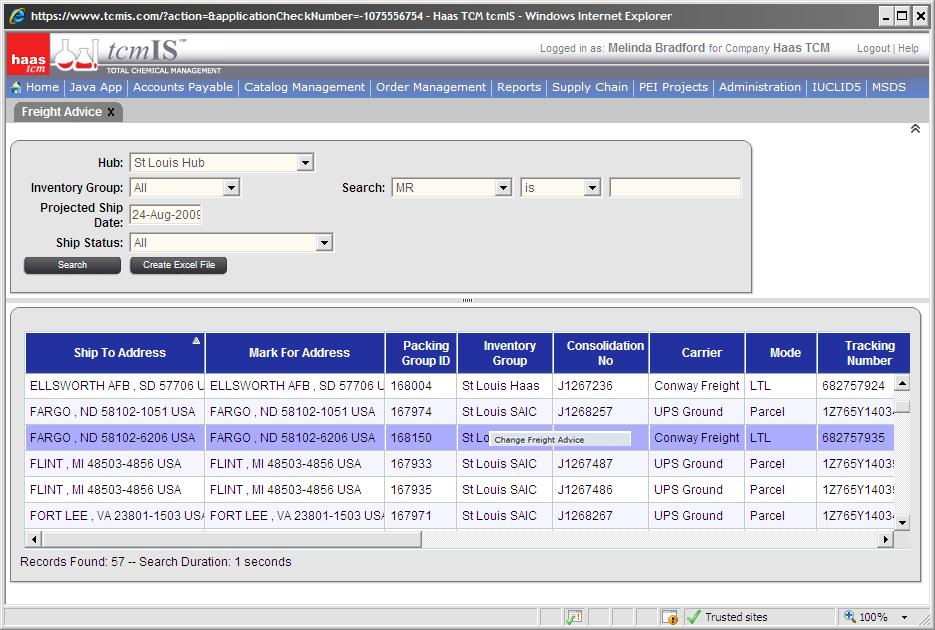 https://www.tcmis.com/?action=&applicationCheckNumber=-1075556754 - Haas TCM tcmIS - Windows Internet Explorer
haas tcm
tcmIS™
TOTAL CHEMICAL MANAGEMENT
Logged in as: Melinda Bradford for Company Haas TCM Logout | Help
Home Java App Accounts Payable Catalog Management Order Management Reports Supply Chain PEI Projects Administration IUCLID5 MSDS
Freight Advice x
Hub: St Louis Hub
Inventory Group: All Search: MR is
Projected Ship
Date: 24-Aug-2009
Ship Status: All
Search Create Excel File
Ship To Address Mark For Address Packing Group ID Inventory Group Consolidation No Carrier Mode Tracking Number
ELLSWORTH AFB , SD 57706 U ELLSWORTH AFB , SD 57706 U 168004 St Louis Haas J1267236 Conway Freight LTL 682757924
FARGO , ND 58102-1051 USA FARGO , ND 58102-1051 USA 167974 St Louis SAIC J1268257 UPS Ground Parcel 1Z765Y1403
FARGO , ND 58102-6206 USA FARGO , ND 58102-6206 USA 168150 St Lo Change Freight Advice Conway Freight LTL 682757935
FLINT , MI 48503-4856 USA FLINT , MI 48503-4856 USA 167933 St Louis SAIC J1267487 UPS Ground Parcel 1Z765Y1403
FLINT , MI 48503-4856 USA FLINT , MI 48503-4856 USA 167935 St Louis SAIC J1267486 UPS Ground Parcel 1Z765Y1403
FORT LEE , VA 23801-1503 USA FORT LEE , VA 23801-1503 USA 167971 St Louis SAIC J1268267 UPS Ground Parcel 1Z765Y1403
Records Found: 57 -- Search Duration: 1 seconds
Trusted sites 100%